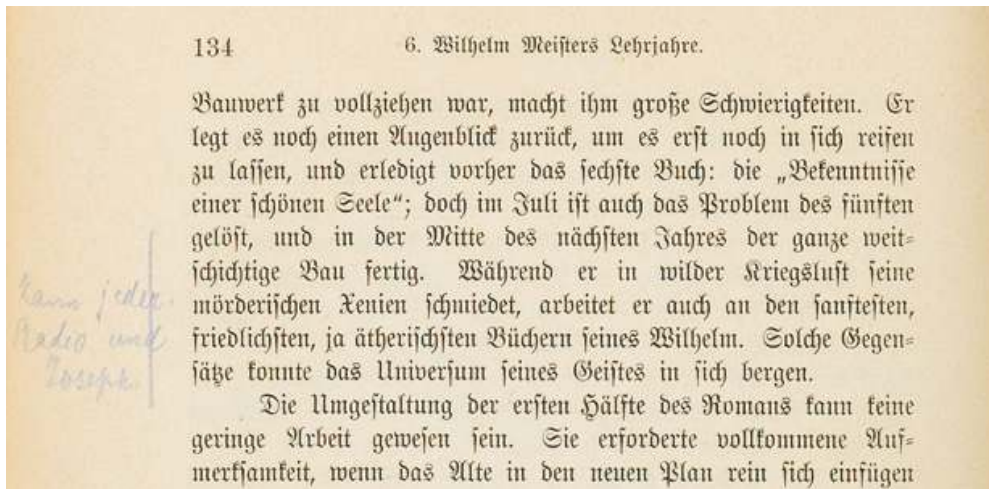 134
6. Wilhelm Meisters Lehrjahre.
Bauwerk zu vollziehen war, macht ihm große Schwierigkeiten. Er
legt es noch einen Augenblick zurück, um es erst noch in sich reifen
zu lassen, und erledigt vorher das sechste Buch: die „Bekenntnisse
einer schönen Seele“; doch im Juli ist auch das Problem des fünften
gelöst, und in der Mitte des nächsten Jahres der ganze weit-
schichtige Bau fertig. Während er in wilder Kriegslust seine
mörderischen Xenien schmiedet, arbeitet er auch an den sanftesten,
friedlichsten, ja ätherischsten Büchern seines Wilhelm. Solche Gegen-
sätze konnte das Universum seines Geistes in sich bergen.
Die Umgestaltung der ersten Hälfte des Romans kann keine
geringe Arbeit gewesen sein. Sie erforderte vollkommene Auf-
merksamkeit, wenn das Alte in den neuen Plan rein sich einfügen
kann jeder
Radio und
Joseph